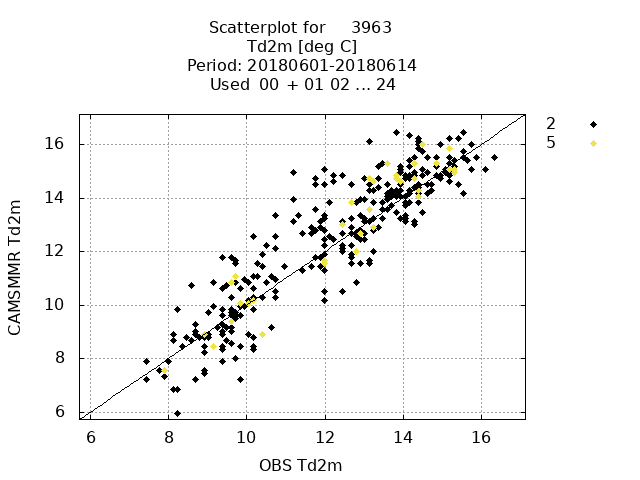 Scatterplot for 3963
Td2m [deg C]
Period: 20180601-20180614
Used 00 + 01 02 ... 24
2
5
CAMSMMR Td2m
16
14
12
10
8
6
6 8 10 12 14 16
OBS Td2m